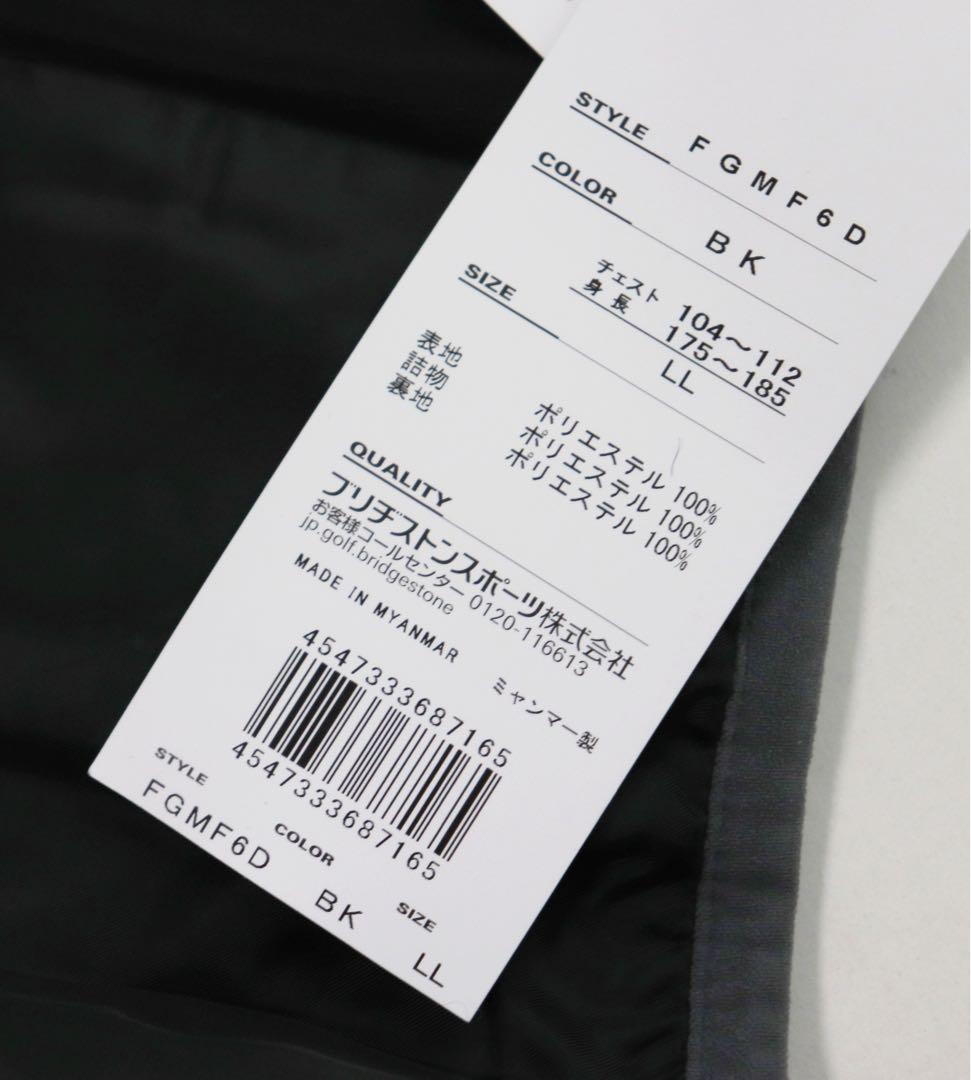 STYLE FGMF6D
COLOR BK
チェスト 104〜112
身長 175〜185
SIZE LL
表地 ポリエステル 100%
詰物 ポリエステル 100%
裏地 ポリエステル 100%
QUALITY
ブリヂストンスポーツ株式会社
お客様コールセンター 0120-116613
jp.golf.bridgestone
MADE IN MYANMAR ミャンマー製
4547333687165
4547333687165
STYLE COLOR SIZE
FGMF6D BK LL